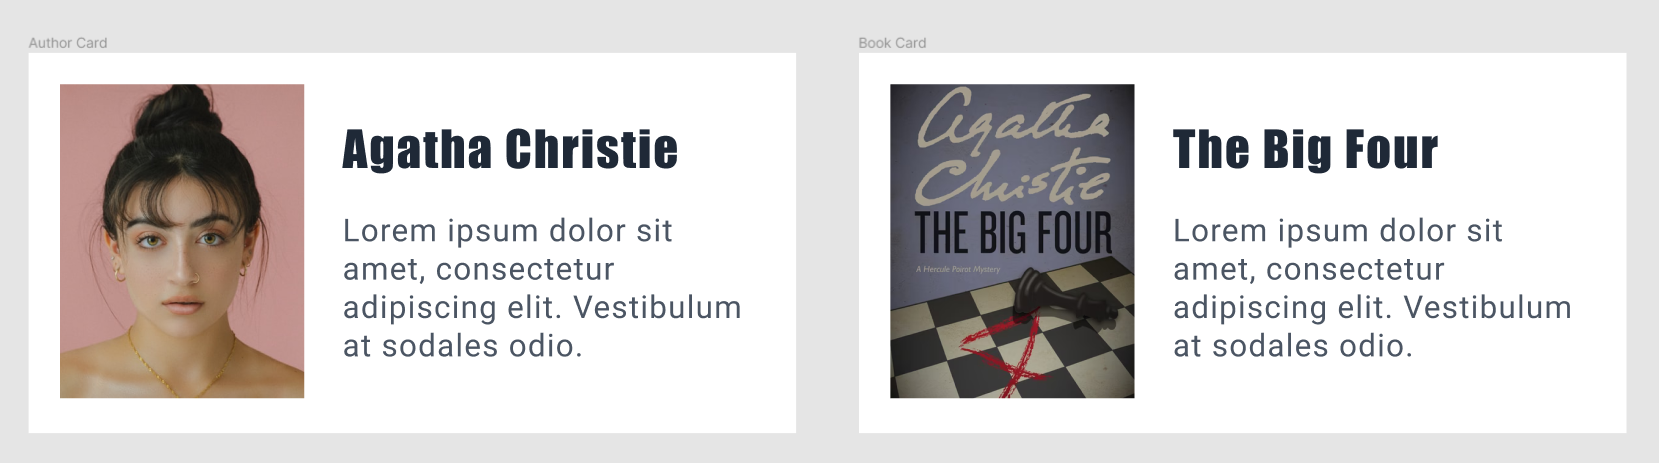 Author Card
Agatha Christie
Lorem ipsum dolor sit
amet, consectetur
adipiscing elit. Vestibulum
at sodales odio.
Book Card
Agatha
Christie
THE BIG FOUR
A Hercule Poirot Mystery
4
The Big Four
Lorem ipsum dolor sit
amet, consectetur
adipiscing elit. Vestibulum
at sodales odio.